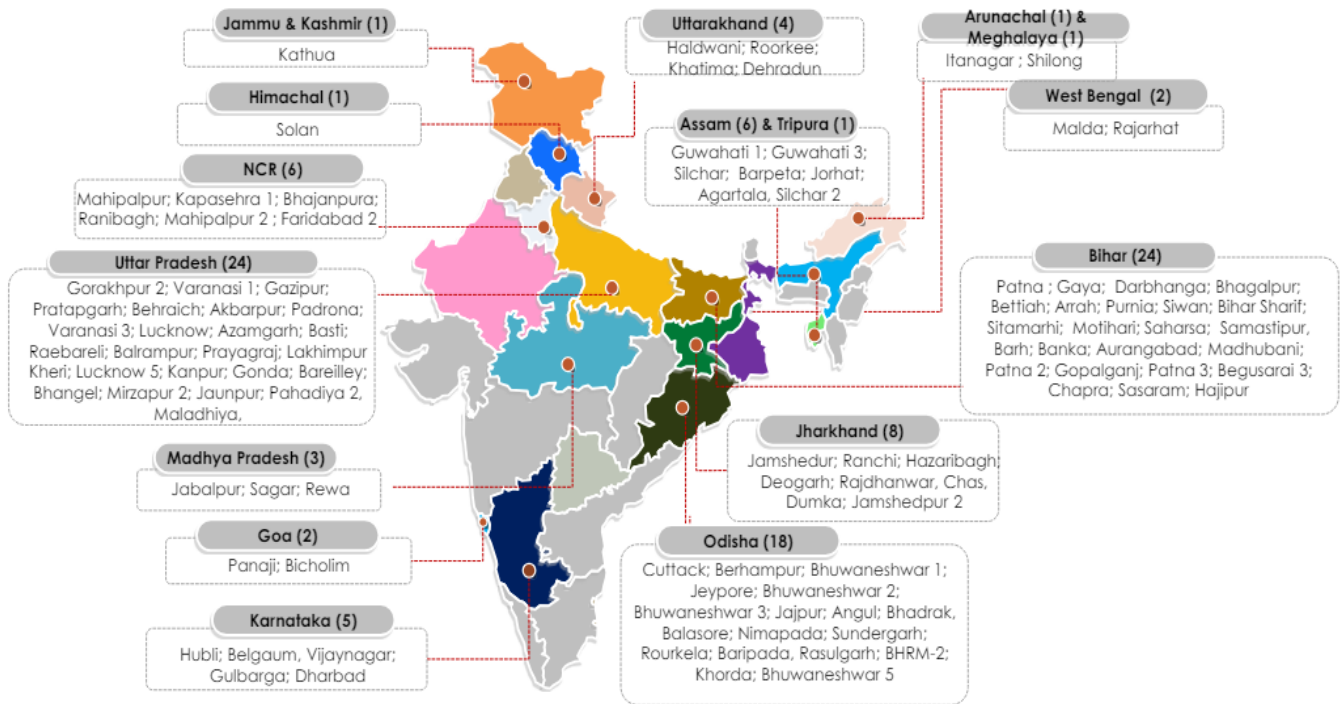 Jammu & Kashmir (1)
Kathua
Himachal (1)
Solan
NCR (6)
Mahipalpur; Kapasehra 1; Bhajanpura;
Ranibagh; Mahipalpur 2 ; Faridabad 2
Uttar Pradesh (24)
Gorakhpur 2; Varanasi 1; Gazipur;
Pratapgarh; Behraich; Akbarpur; Padrona;
Varanasi 3; Lucknow; Azamgarh; Basti;
Raebareli; Balrampur; Prayagraj; Lakhimpur
Kheri; Lucknow 5; Kanpur; Gonda; Bareilley;
Bhangel; Mirzapur 2; Jaunpur; Pahadiya 2,
Maladhiya,
Madhya Pradesh (3)
Jabalpur; Sagar; Rewa
Goa (2)
Panaji; Bicholim
Karnataka (5)
Hubli; Belgaum, Vijaynagar;
Gulbarga; Dharbad
Uttarakhand (4)
Haldwani; Roorkee;
Khatima; Dehradun
Arunachal (1) &
Meghalaya (1)
Itanagar ; Shilong
West Bengal (2)
Malda; Rajarhat
Assam (6) & Tripura (1)
Guwahati 1; Guwahati 3;
Silchar; Barpeta; Jorhat;
Agartala, Silchar 2
Bihar (24)
Patna ; Gaya; Darbhanga; Bhagalpur;
Bettiah; Arrah; Purnia; Siwan; Bihar Sharif;
Sitamarhi; Motihari; Saharsa; Samastipur,
Barh; Banka; Aurangabad; Madhubani;
Patna 2; Gopalganj; Patna 3; Begusarai 3;
Chapra; Sasaram; Hajipur
Jharkhand (8)
Jamshedur; Ranchi; Hazaribagh;
Deogarh; Rajdhanwar, Chas,
Dumka; Jamshedpur 2
Odisha (18)
Cuttack; Berhampur; Bhuwaneshwar 1;
Jeypore; Bhuwaneshwar 2;
Bhuwaneshwar 3; Jajpur; Angul; Bhadrak,
Balasore; Nimapada; Sundergarh;
Rourkela; Baripada, Rasulgarh; BHRM-2;
Khorda; Bhuwaneshwar 5